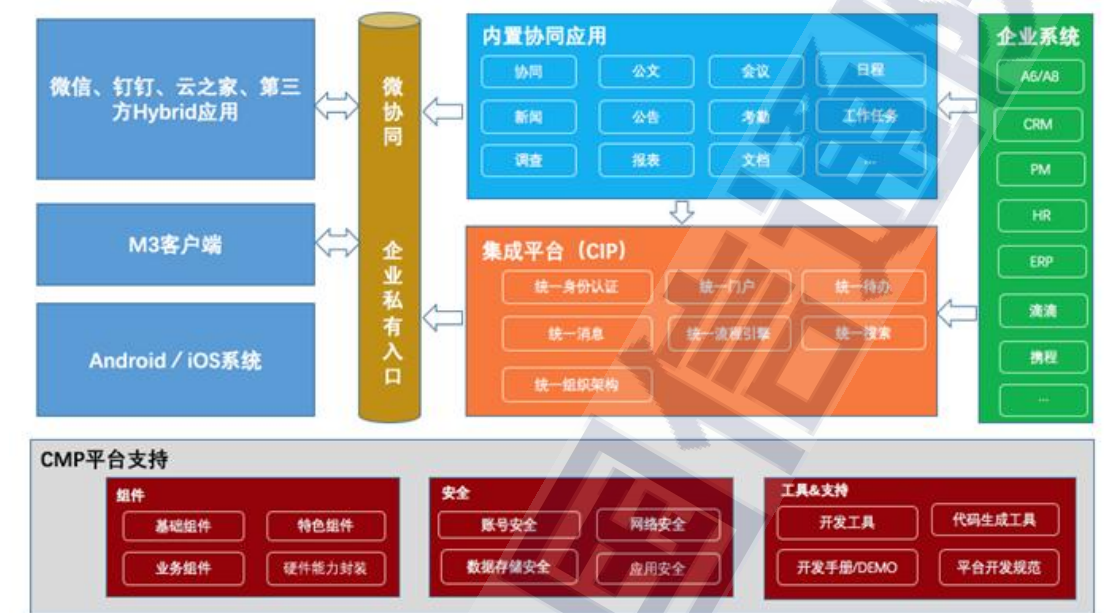 微信、钉钉、云之家、第三
方Hybrid应用
M3客户端
Android / iOS系统
微协同
企业私有入口
内置协同应用
协同 公文 会议 日程
新闻 公告 考勤 工作任务
调查 报表 文档 ...
集成平台（CIP）
统一身份认证 统一门户 统一待办
统一消息 统一流程引擎 统一搜索
统一组织架构
企业系统
A6/A8
CRM
PM
HR
ERP
滴滴
携程
...
CMP平台支持
组件
基础组件 特色组件
业务组件 硬件能力封装
安全
账号安全 网络安全
数据存储安全 应用安全
工具&支持
开发工具 代码生成工具
开发手册/DEMO 平台开发规范